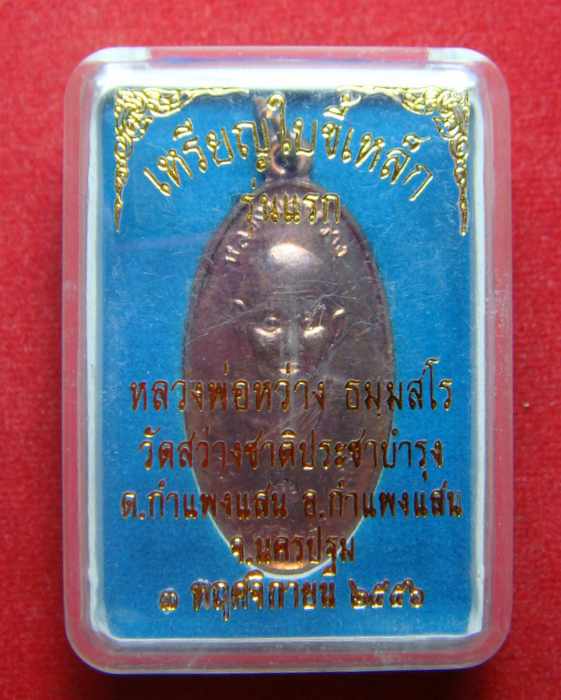 เหรียญใบขี้เหล็ก
รุ่นแรก
หลวงพ่อหว่าง ธมฺมสโร
วัดสว่างชาติประชาบำรุง
ต.กำแพงแสน อ.กำแพงแสน
จ.นครปฐม
๓ พฤศจิกายน ๒๕๕๖